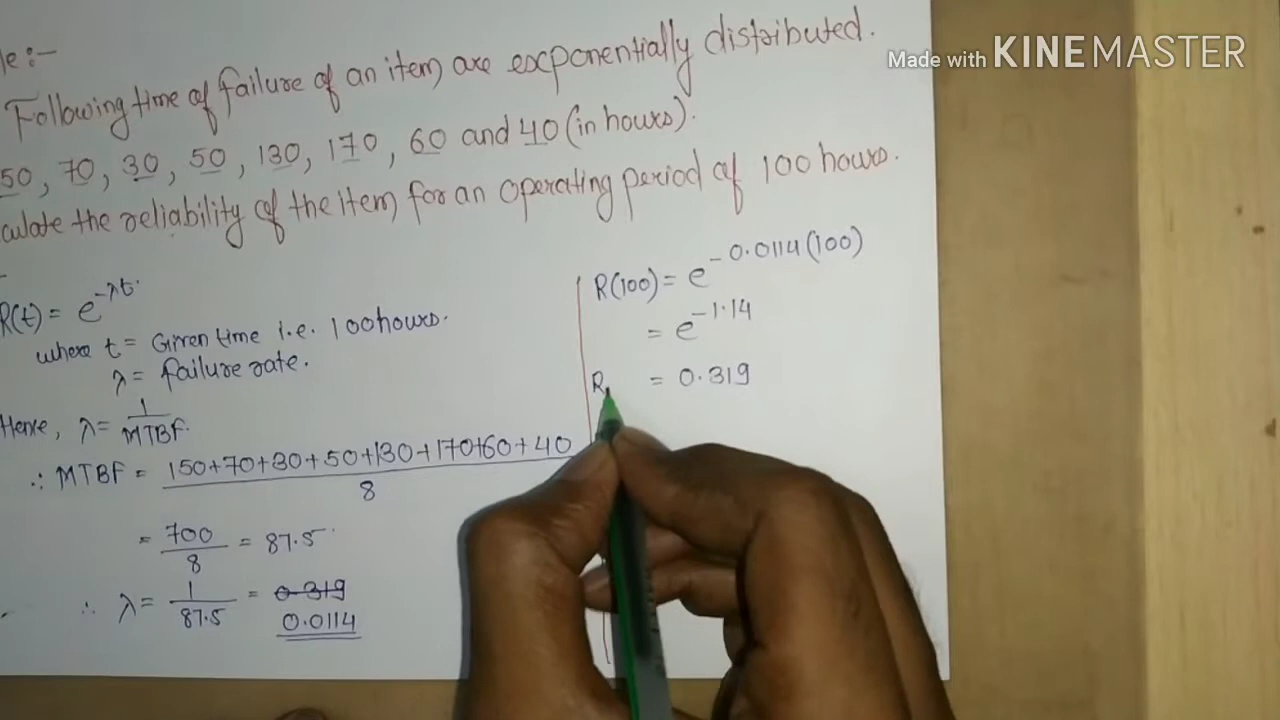 le:-
Following time of failure of an item are exponentially distributed.
50, 70, 30, 50, 130, 170, 60 and 40 (in hours).
culate the reliability of the item for an operating period of 100 hours.
R(t) = e^-λt.
where t = Given time i.e. 100 hours.
λ = failure rate.
Hence, λ = 1/MTBF.
∴ MTBF = 150+70+30+50+130+170+60+40 / 8
= 700/8 = 87.5
∴ λ = 1/87.5 = 0.319
0.0114
R(100) = e^-0.0114(100)
= e^-1.14
R = 0.319
Made with KINEMASTER